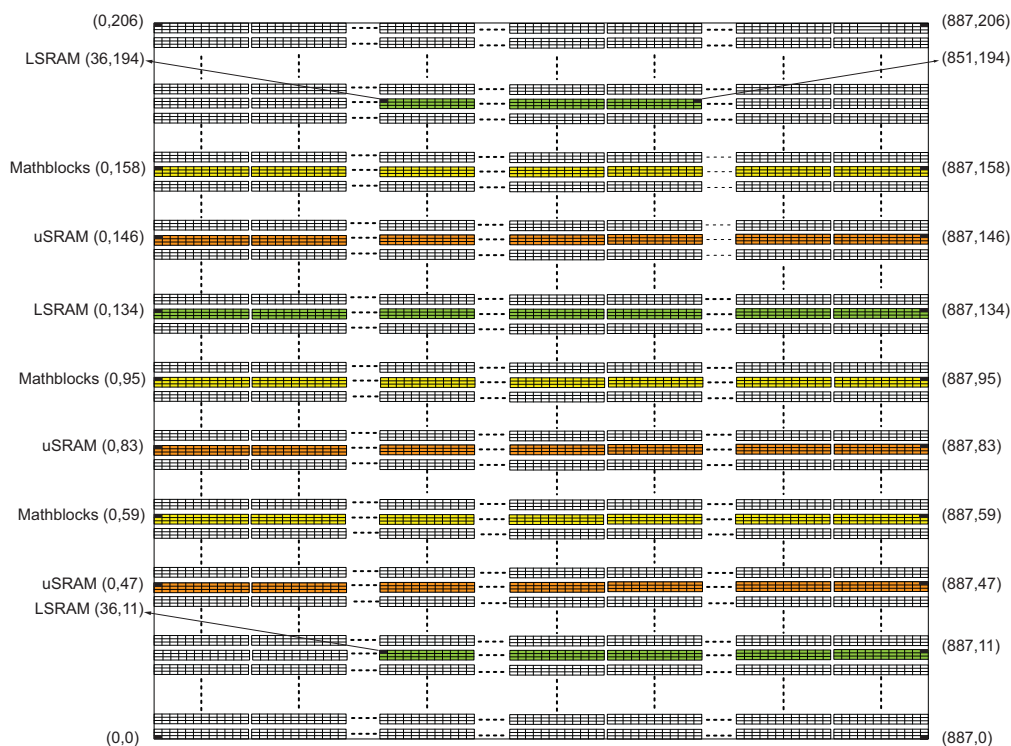 (0,206) (887,206)
LSRAM (36,194) (851,194)
Mathblocks (0,158) (887,158)
uSRAM (0,146) (887,146)
LSRAM (0,134) (887,134)
Mathblocks (0,95) (887,95)
uSRAM (0,83) (887,83)
Mathblocks (0,59) (887,59)
uSRAM (0,47) (887,47)
LSRAM (36,11)
(887,11)
(0,0) (887,0)